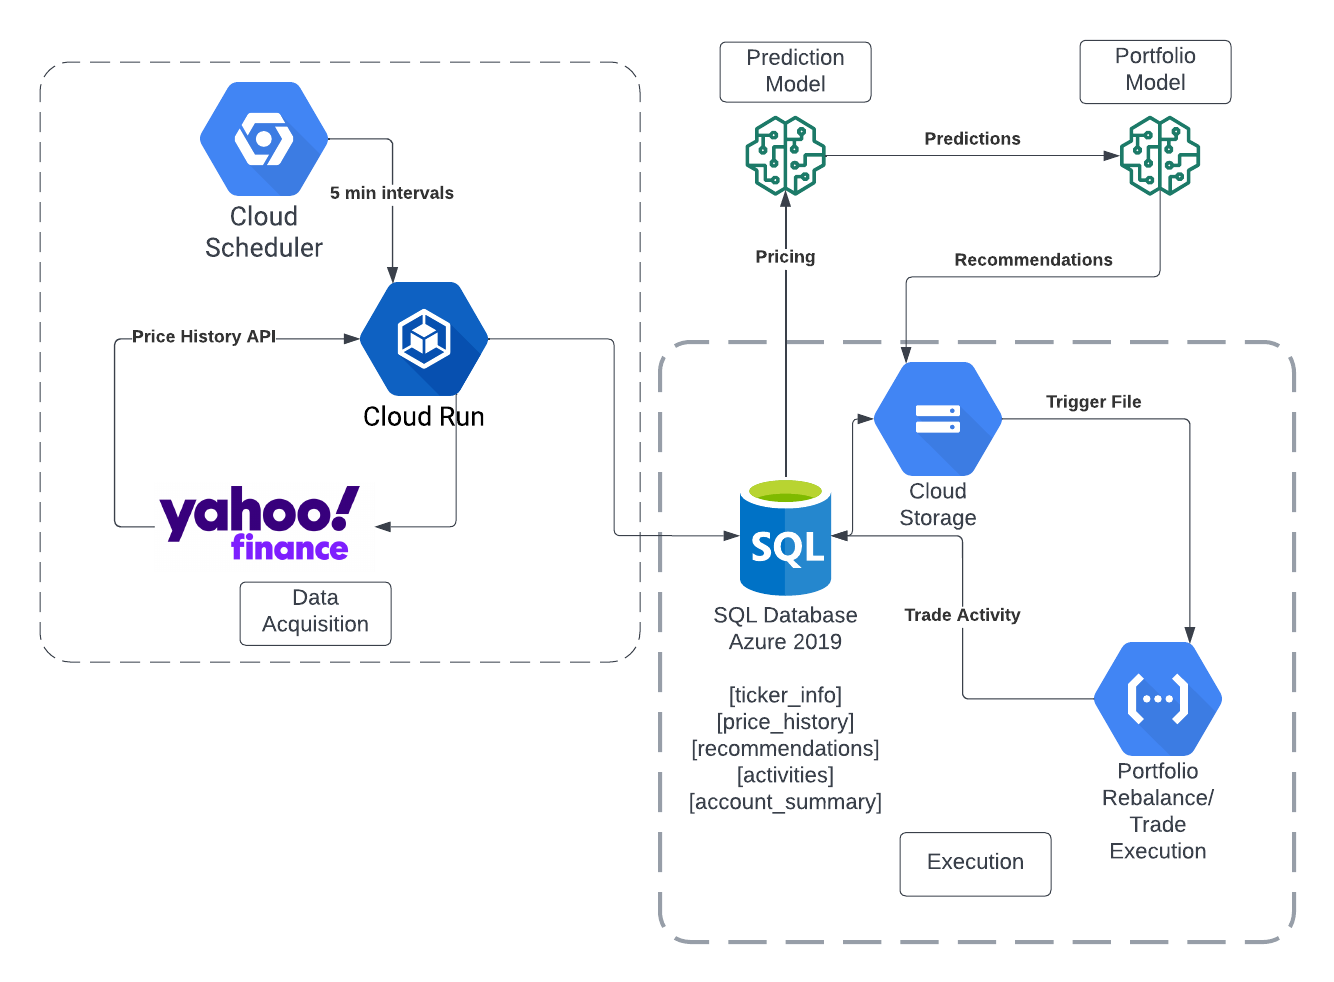 Prediction
Model
Portfolio
Model
Cloud
Scheduler
5 min intervals
Predictions
Pricing
Recommendations
Price History API
Cloud Run
Trigger File
yahoo!
finance
Cloud
Storage
SQL
Data
Acquisition
SQL Database
Azure 2019
Trade Activity
[ticker_info]
[price_history]
[recommendations]
[activities]
[account_summary]
Portfolio
Rebalance/
Trade
Execution
Execution